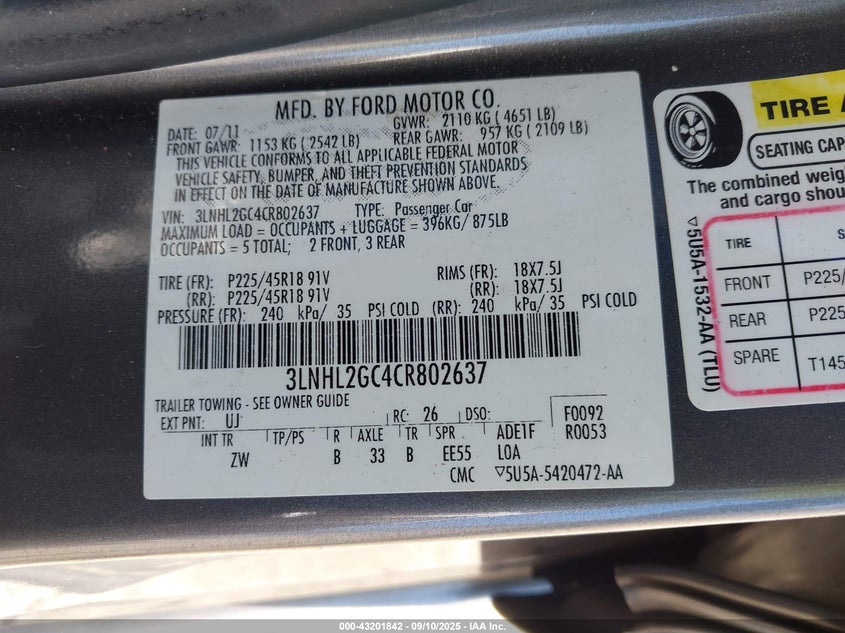 MFD. BY FORD MOTOR CO.
DATE: 07/11 GVWR: 2110 KG ( 4651 LB)
FRONT GAWR: 1153 KG ( 2542 LB) REAR GAWR: 957 KG ( 2109 LB)
THIS VEHICLE CONFORMS TO ALL APPLICABLE FEDERAL MOTOR
VEHICLE SAFETY, BUMPER, AND THEFT PREVENTION STANDARDS
IN EFFECT ON THE DATE OF MANUFACTURE SHOWN ABOVE.
VIN: 3LNHL2GC4CR802637 TYPE: Passenger Car
MAXIMUM LOAD = OCCUPANTS + LUGGAGE = 396KG/ 875LB
OCCUPANTS = 5 TOTAL; 2 FRONT, 3 REAR
TIRE (FR): P225/45R18 91V RIMS (FR): 18X7.5J
(RR): P225/45R18 91V (RR): 18X7.5J
PRESSURE (FR): 240 kPa/ 35 PSI COLD (RR): 240 kPa/ 35 PSI COLD
3LNHL2GC4CR802637
TRAILER TOWING - SEE OWNER GUIDE
EXT PNT: UJ RC: 26 DSO: F0092
INT TR TP/PS R AXLE TR SPR ADE1F R0053
ZW B 33 B EE55 LOA
CMC ▽5U5A-5420472-AA
TIRE
SEATING CAP
The combined weig
and cargo shou
▽5U5A-1532-AA (TLU)
TIRE S
FRONT P225/
REAR P225
SPARE T145
000-43201842 - 09/10/2025 - IAA Inc.